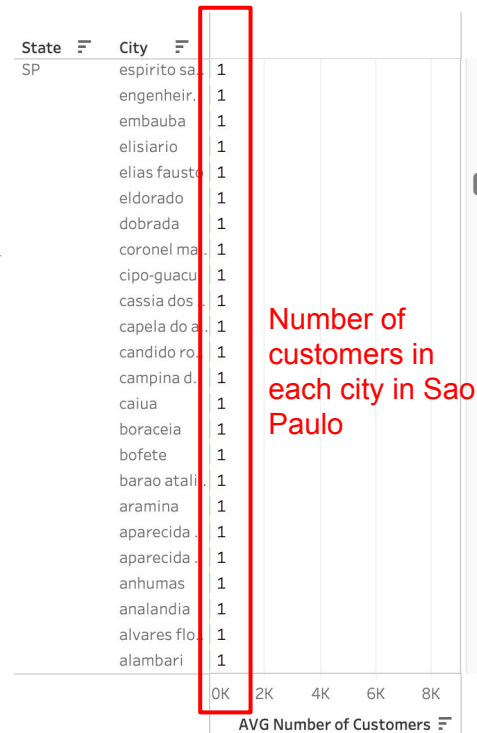 State City
SP espirito sa.. 1
engenheir.. 1
embauba 1
elisiario 1
elias fausto 1
eldorado 1
dobrada 1
coronel ma.. 1
cipo-guacu 1
cassia dos .. 1
capela do a.. 1
candido ro.. 1
campina d.. 1
caiua 1
boraceia 1
bofete 1
barao atali.. 1
aramina 1
aparecida .. 1
aparecida .. 1
anhumas 1
analandia 1
alvares flo.. 1
alambari 1
Number of
customers in
each city in Sao
Paulo
0K 2K 4K 6K 8K
AVG Number of Customers